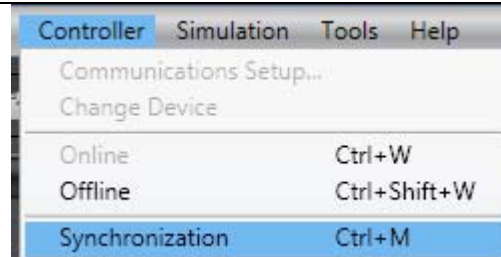 Controller Simulation Tools Help
Communications Setup...
Change Device
Online Ctrl+W
Offline Ctrl+Shift+W
Synchronization Ctrl+M